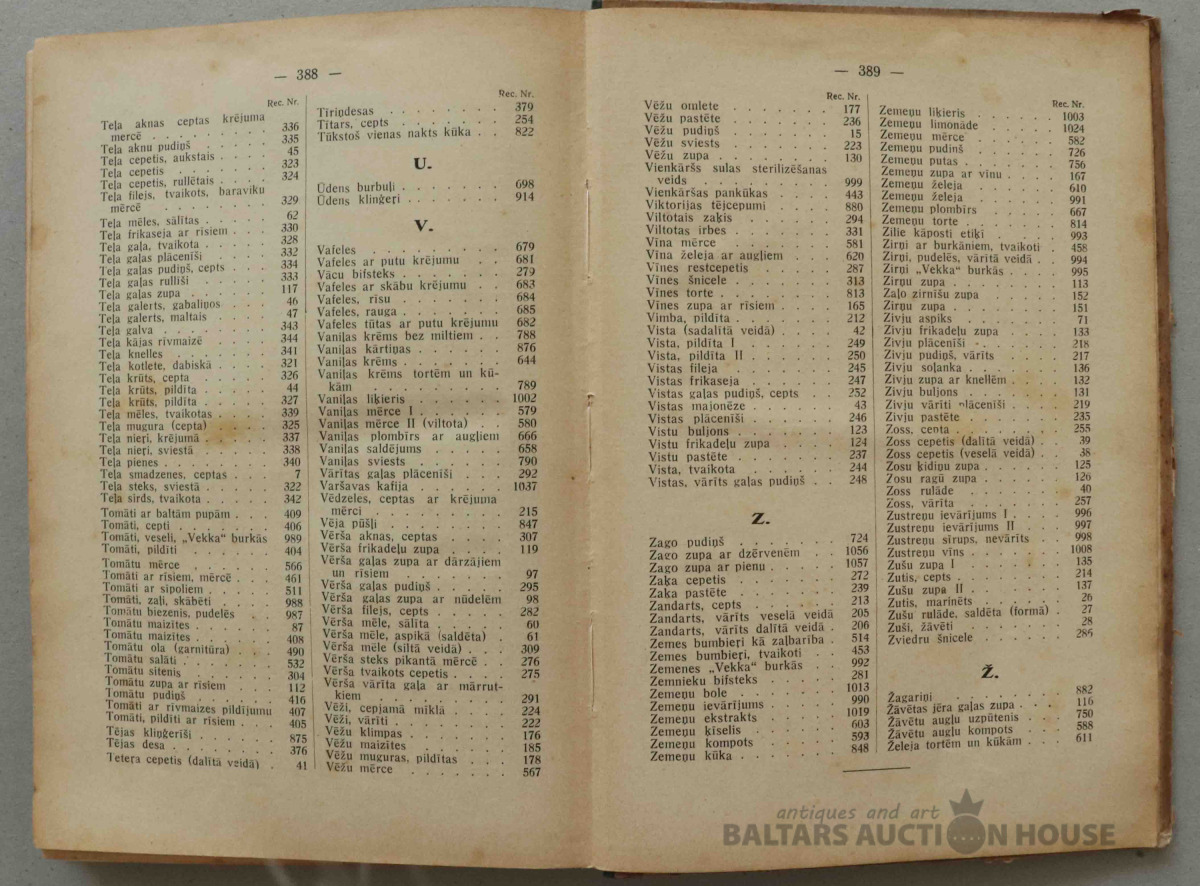 — 388 —
Rec. Nr.
Teļa aknas ceptas krējuma
mercē . . . . . . . 336
Teļa aknu pudiņš . . . . 335
Teļa cepetis, aukstais . . . . 45
Teļa cepetis . . . . . . 323
Teļa cepetis, rullētais . . . . 324
Teļa filejs, tvaikots, baraviku
mērcē . . . . . . . 329
Teļa mēles, sālītas . . . . . 62
Teļa frikaseja ar rīsiem . . . 330
Teļa gaļa, tvaikota . . . . 328
Teļa gaļas plācenīši . . . . 332
Teļa gaļas pudiņš, cepts . . . 334
Teļa gaļas rullīši . . . . . 333
Teļa gaļas zupa . . . . . 117
Teļa galerts, gabaliņos . . . 46
Teļa galerts, maltais . . . . 47
Teļa galva . . . . . . . 343
Teļa kājas rīvmaizē . . . . 344
Teļa knelles . . . . . . 341
Teļa kotlete, dabiskā . . . . 321
Teļa krūts, cepta . . . . . 326
Teļa krūts, pildīta . . . . . 44
Teļa krūts, pildīta . . . . . 327
Teļa mēles, tvaikotas . . . . 339
Teļa mugura (cepta) . . . . 325
Teļa nieŗi, krējumā . . . . 337
Teļa nieŗi, sviestā . . . . . 338
Teļa pienes . . . . . . . 340
Teļa smadzenes, ceptas . . . 7
Teļa steks, sviestā . . . . . 322
Teļa sirds, tvaikota . . . . 342
Tomāti ar baltām pupām . . . 409
Tomāti, cepti . . . . . . 406
Tomāti, veseli, „Vekka“ burkās 989
Tomāti, pildīti . . . . . . 404
Tomātu mērce . . . . . . 566
Tomāti ar rīsiem, mērcē . . . 461
Tomāti ar sīpoliem . . . . 511
Tomāti, zaļi, skābēti . . . . 988
Tomātu biezenis, pudelēs . . . 987
Tomātu maizītes . . . . . 87
Tomātu maizītes . . . . . 408
Tomātu ola (garnitūra) . . . 490
Tomātu salāti . . . . . . 532
Tomātu sitenis . . . . . . 304
Tomātu zupa ar rīsiem . . . 112
Tomātu pudiņš . . . . . . 416
Tomāti ar rīvmaizes pildījumu 407
Tomāti, pildīti ar rīsiem . . . 405
Tējas kliņģerīši . . . . . 875
Tējas desa . . . . . . . 376
Tetera cepetis (dalītā veidā) . 41
Rec. Nr.
Tīriņdesas . . . . . . . 379
Tītars, cepts . . . . . . 254
Tūkstoš vienas nakts kūka . . 822
U.
Ūdens burbuļi . . . . . . 698
Ūdens kliņģeŗi . . . . . . 914
V.
Vafeles . . . . . . . . 679
Vafeles ar putu krējumu . . 681
Vācu bifsteks . . . . . . 279
Vafeles ar skābu krējumu . . 683
Vafeles, rīsu . . . . . . 684
Vafeles, rauga . . . . . . 685
Vafeles tūtas ar putu krējumu 682
Vaniļas krēms bez miltiem . . 788
Vaniļas kārtiņas . . . . . 876
Vaniļas krēms . . . . . . 644
Vaniļas krēms tortēm un kū-
kām . . . . . . . . 789
Vaniļas liķieris . . . . . . 1002
Vaniļas mērce I . . . . . 579
Vaniļas mērce II (viltota) . . 580
Vaniļas plombīrs ar augļiem 666
Vaniļas saldējums . . . . . 658
Vaniļas sviests . . . . . . 790
Vārītas gaļas plācenīši . . . 292
Varšavas kafija . . . . . 1037
Vēdzeles, ceptas ar krējuma
mērci . . . . . . . . 215
Vēja pūšļi . . . . . . . 847
Vērša aknas, ceptas . . . . 307
Vērša frikadeļu zupa . . . . 119
Vērša gaļas zupa ar dārzājiem
un rīsiem . . . . . . 97
Vērša gaļas pudiņš . . . . 295
Vērša gaļas zupa ar nūdelēm 98
Vērša filejs, cepts . . . . . 282
Vērša mēle, sālīta . . . . . 60
Vērša mēle, aspikā (saldēta) . 61
Vērša mēle (siltā veidā) . . . 309
Vērša steks pikantā mērcē . . 276
Vērša tvaikots cepetis . . . 275
Vērša vārīta gaļa ar mārrut-
kiem . . . . . . . . 291
Vēži, cepjamā miklā . . . . 224
Vēži, vārīti . . . . . . . 222
Vēžu klimpas . . . . . . 176
Vēžu maizītes . . . . . . 185
Vēžu muguras, pildītas . . . 178
Vēžu mērce . . . . . . . 567
— 389 —
Rec. Nr.
Vēžu omlete . . . . . . 177
Vēžu pastēte . . . . . . 236
Vēžu pudiņš . . . . . . 15
Vēžu sviests . . . . . . 223
Vēžu zupa . . . . . . . 130
Vienkāršs sulas sterilizēšanas
veids . . . . . . . . 999
Vienkāršas pankūkas . . . . 443
Viktorijas tējcepumi . . . . 880
Viltotais zaķis . . . . . . 294
Viltotas irbes . . . . . . 331
Vīna mērce . . . . . . . 581
Vīna želeja ar augļiem . . . 620
Vīnes restcepetis . . . . . 287
Vīnes šnicele . . . . . . 313
Vīnes torte . . . . . . . 813
Vīnes zupa ar rīsiem . . . . 165
Vimba, pildīta . . . . . . 212
Vista (sadalītā veidā) . . . . 42
Vista, pildīta I . . . . . . 249
Vista, pildīta II . . . . . 250
Vistas fileja . . . . . . 245
Vistas frikaseja . . . . . 247
Vistas gaļas pudiņš, cepts . . 252
Vistas majonēze . . . . . 43
Vistas plācenīši . . . . . 246
Vistu buljons . . . . . . 123
Vistu frikadeļu zupa . . . . 124
Vistu pastēte . . . . . . 237
Vista, tvaikota . . . . . . 244
Vistas, vārīts gaļas pudiņš . . 248
Z.
Zago pudiņš . . . . . . 724
Zago zupa ar dzērvenēm . . 1056
Zago zupa ar pienu . . . . 1057
Zaķa cepetis . . . . . . 272
Zaķa pastēte . . . . . . 239
Zandarts, cepts . . . . . 213
Zandarts, vārīts veselā veidā 205
Zandarts, vārīts dalītā veidā . 206
Zemes bumbieŗi kā zaļbarība . 514
Zemes bumbieŗi, tvaikoti . . 453
Zemenes „Vekka“ burkās . . 992
Zemnieku bifsteks . . . . . 281
Zemeņu bole . . . . . . 1013
Zemeņu ievārījums . . . . 990
Zemeņu ekstrakts . . . . . 1019
Zemeņu ķīselis . . . . . . 603
Zemeņu kompots . . . . . 593
Zemeņu kūka . . . . . . 848
Rec. Nr.
Zemeņu liķieris . . . . . 1003
Zemeņu limonāde . . . . . 1024
Zemeņu mērce . . . . . . 582
Zemeņu pudiņš . . . . . 726
Zemeņu putas . . . . . . 756
Zemeņu zupa ar vīnu . . . . 167
Zemeņu želeja . . . . . . 610
Zemeņu želeja . . . . . . 991
Zemeņu plombīrs . . . . . 667
Zemeņu torte . . . . . . 814
Zilie kāposti etiķī . . . . . 993
Zirņi ar burkāniem, tvaikoti . 458
Zirņi, pudelēs, vārītā veidā . . 994
Zirņi „Vekka“ burkās . . . . 995
Zirņu zupa . . . . . . . 113
Zaļo zirnīšu zupa . . . . . 152
Zirņu zupa . . . . . . . 151
Zivju aspiks . . . . . . 71
Zivju frikadeļu zupa . . . . 133
Zivju plācenīši . . . . . . 218
Zivju pudiņš, vārīts . . . . 217
Zivju soļanka . . . . . . 136
Zivju zupa ar knellēm . . . 132
Zivju buljons . . . . . . 131
Zivju vārīti plācenīši . . . . 219
Zivju pastēte . . . . . . 235
Zoss, cepta . . . . . . . 255
Zoss cepetis (dalītā veidā) . . 39
Zoss cepetis (veselā veidā) . . 38
Zosu ķidiņu zupa . . . . . 125
Zosu ragū zupa . . . . . 126
Zoss rulāde . . . . . . . 40
Zoss, vārīta . . . . . . . 257
Zustreņu ievārījums I . . . . 996
Zustreņu ievārījums II . . . 997
Zustreņu sīrups, nevārīts . . 998
Zustreņu vīns . . . . . . 1008
Zušu zupa I . . . . . . . 135
Zutis, cepts . . . . . . . 214
Zušu zupa II . . . . . . 137
Zutis, marinēts . . . . . . 26
Zušu rulāde, saldēta (formā) . 27
Zuši, žāvēti . . . . . . . 28
Zviedru šnicele . . . . . . 286
Ž.
Žagariņi . . . . . . . . 882
Žāvētas jēra gaļas zupa . . . 116
Žāvētu augļu uzpūtenis . . . 750
Žāvētu augļu kompots . . . 588
Želeja tortēm un kūkām . . . 611
antiques and art
BALTARS AUCTION HOUSE